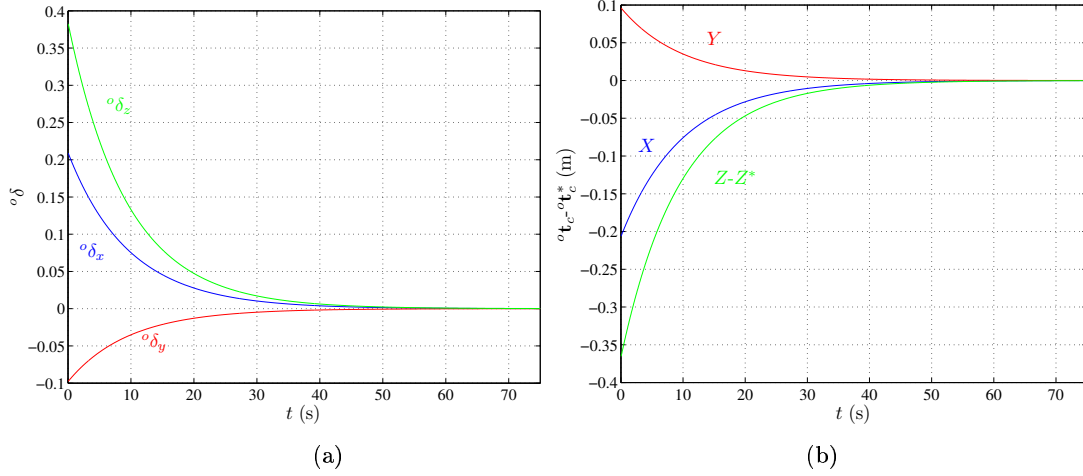 0.4
0.35
0.3
0.25
0.2
0.15
0.1
0.05
0
−0.05
−0.1
0 10 20 30 40 50 60 70
ᵒδ
ᵒδz
ᵒδx
ᵒδy
t (s)
(a)
0.1
0.05
0
−0.05
−0.1
−0.15
−0.2
−0.25
−0.3
−0.35
−0.4
0 10 20 30 40 50 60 70
ᵒtc-ᵒt*c (m)
Y
X
Z-Z*
t (s)
(b)